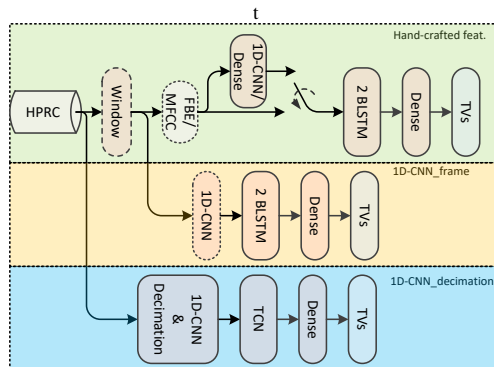 t
Hand-crafted feat.
HPRC
Window
FBE/
MFCC
1D-CNN/
Dense
2 BLSTM
Dense
TVs
1D-CNN_frame
1D-CNN
2 BLSTM
Dense
TVs
1D-CNN_decimation
1D-CNN
&
Decimation
TCN
Dense
TVs